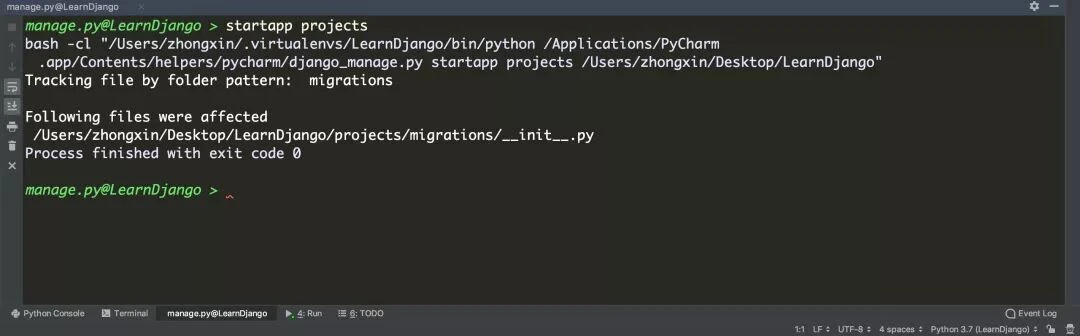 manage.py@LearnDjango
manage.py@LearnDjango > startapp projects
bash -cl "/Users/zhongxin/.virtualenvs/LearnDjango/bin/python /Applications/PyCharm
.app/Contents/helpers/pycharm/django_manage.py startapp projects /Users/zhongxin/Desktop/LearnDjango"
Tracking file by folder pattern:  migrations
Following files were affected
/Users/zhongxin/Desktop/LearnDjango/projects/migrations/__init__.py
Process finished with exit code 0
manage.py@LearnDjango >
Python Console Terminal manage.py@LearnDjango 4: Run 6: TODO Event Log
1:1 LF UTF-8 4 spaces Python 3.7 (LearnDjango)